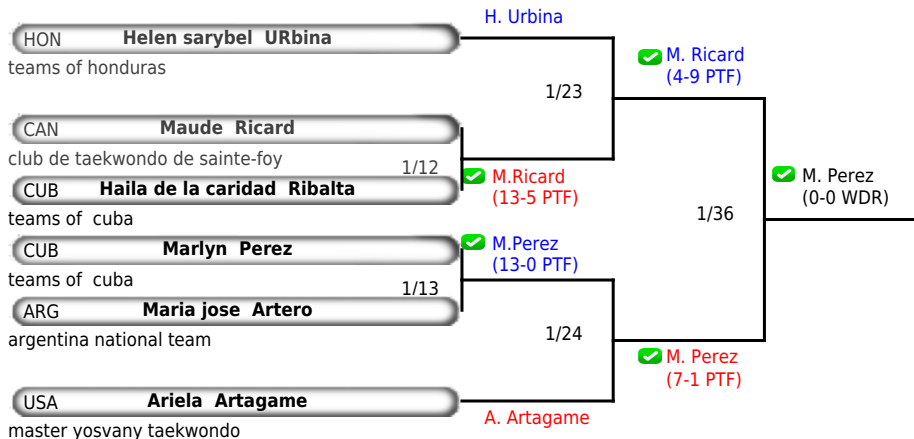 H. Urbina
HON Helen sarybel URbina
teams of honduras
M. Ricard
(4-9 PTF)
1/23
CAN Maude Ricard
club de taekwondo de sainte-foy
1/12
M.Ricard
(13-5 PTF)
CUB Haila de la caridad Ribalta
teams of cuba
M. Perez
(0-0 WDR)
1/36
CUB Marlyn Perez
teams of cuba
M.Perez
(13-0 PTF)
1/13
ARG Maria jose Artero
argentina national team
1/24
M. Perez
(7-1 PTF)
USA Ariela Artagame
master yosvany taekwondo
A. Artagame